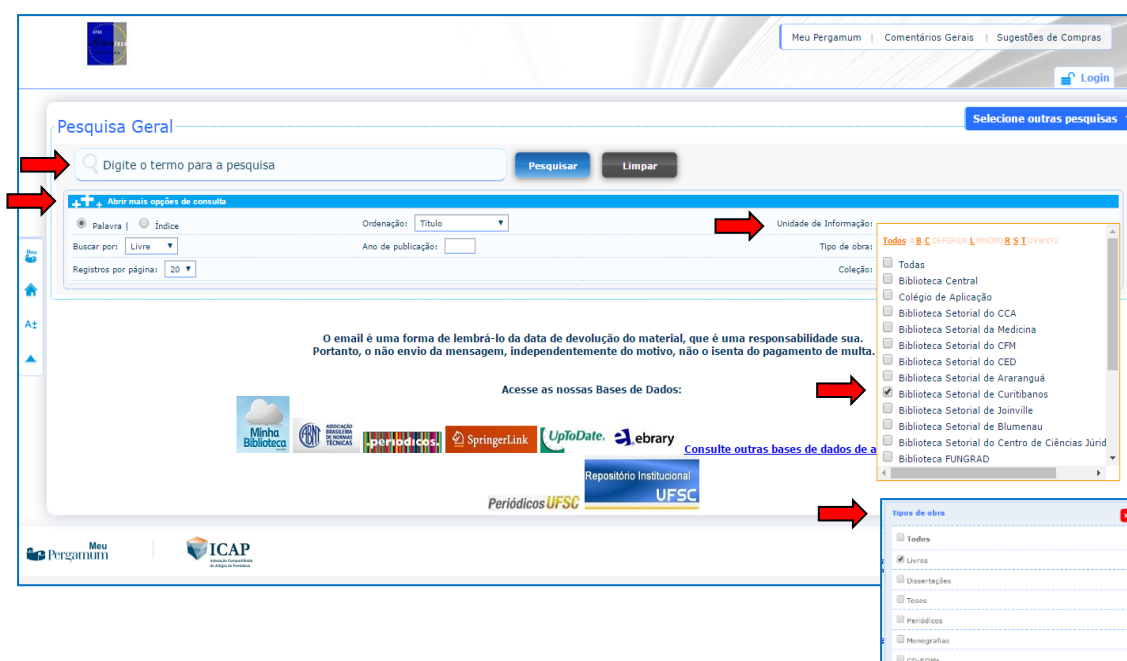 Meu Pergamum | Comentários Gerais | Sugestões de Compras
Login
Selecione outras pesquisas
Pesquisa Geral
Digite o termo para a pesquisa
Pesquisar
Limpar
Abrir mais opções de consulta
Palavra | Índice
Ordenação: Título
Unidade de Informação:
Buscar por: Livre
Ano de publicação:
Tipo de obra:
Registros por página: 20
Coleção:
Todos A B C DEFGHIJK L MNOPQ R S T UVWXYZ
Todas
Biblioteca Central
Colégio de Aplicação
Biblioteca Setorial do CCA
Biblioteca Setorial da Medicina
Biblioteca Setorial do CFM
Biblioteca Setorial do CED
Biblioteca Setorial de Araranguá
Biblioteca Setorial de Curitibanos
Biblioteca Setorial de Joinville
Biblioteca Setorial de Blumenau
Biblioteca Setorial do Centro de Ciências Júrid
Biblioteca FUNGRAD
Meu
A±
O email é uma forma de lembrá-lo da data de devolução do material, que é uma responsabilidade sua.
Portanto, o não envio da mensagem, independentemente do motivo, não o isenta do pagamento de multa.
Acesse as nossas Bases de Dados:
Minha
Biblioteca
ABNT
ASSOCIAÇÃO
BRASILEIRA
DE NORMAS
TÉCNICAS
.periodicos.
SpringerLink
UpToDate.
ebrary
Consulte outras bases de dados de a
Periódicos UFSC
Repositório Institucional
UFSC
Meu
Pergamum
ICAP
Tipos de obra
Todos
Livros
Dissertações
Teses
Periódicos
Monografias
CD-ROMs